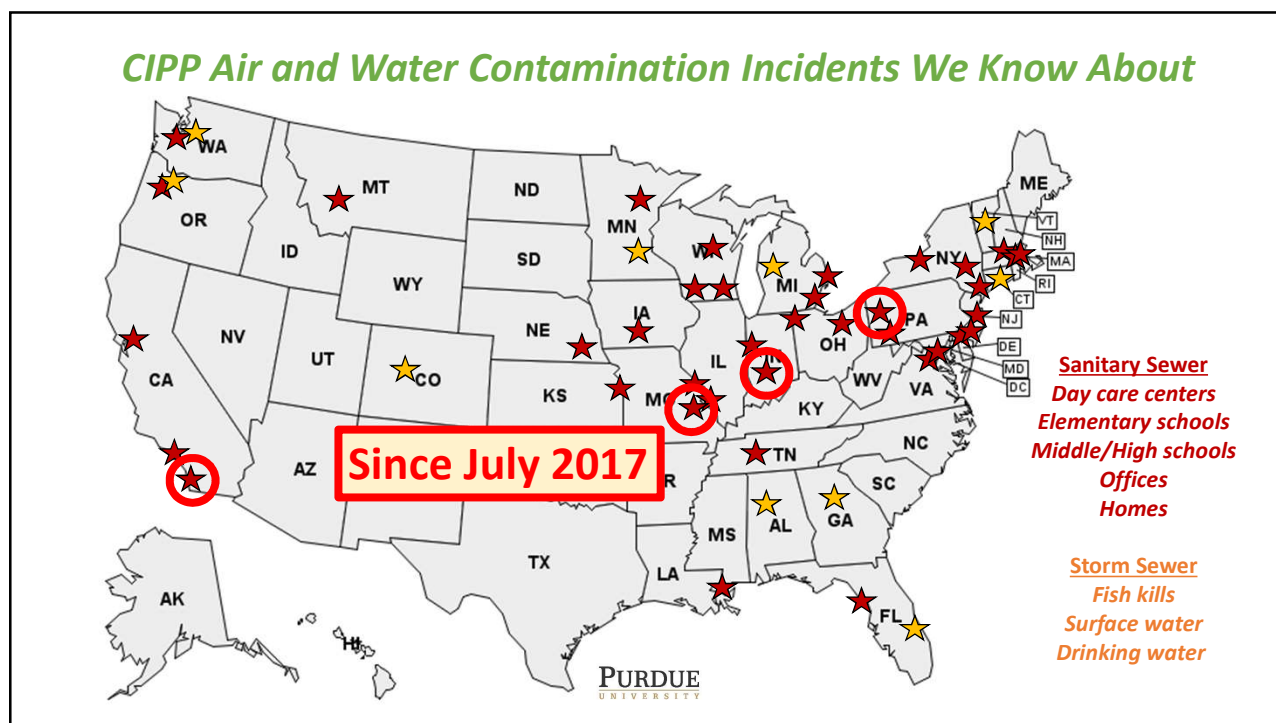 CIPP Air and Water Contamination Incidents We Know About
WA
MT
ND
MN
ME
VT
NH
OR
ID
SD
WI
MI
NY
MA
RI
WY
CT
IA
NE
PA
NJ
NV
UT
CO
IL
IN
OH
DE
MD
DC
CA
KS
MO
WV
VA
KY
Since July 2017
AZ
TN
NC
AR
SC
MS
AL
GA
TX
LA
AK
HI
FL
Sanitary Sewer
Day care centers
Elementary schools
Middle/High schools
Offices
Homes
Storm Sewer
Fish kills
Surface water
Drinking water
PURDUE
UNIVERSITY